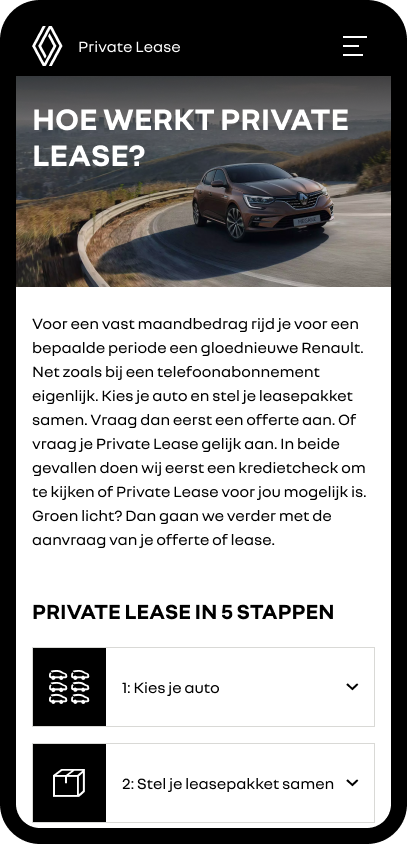 Private Lease
HOE WERKT PRIVATE
LEASE?
Voor een vast maandbedrag rijd je voor een
bepaalde periode een gloednieuwe Renault.
Net zoals bij een telefoonabonnement
eigenlijk. Kies je auto en stel je leasepakket
samen. Vraag dan eerst een offerte aan. Of
vraag je Private Lease gelijk aan. In beide
gevallen doen wij eerst een kredietcheck om
te kijken of Private Lease voor jou mogelijk is.
Groen licht? Dan gaan we verder met de
aanvraag van je offerte of lease.
PRIVATE LEASE IN 5 STAPPEN
1: Kies je auto
2: Stel je leasepakket samen